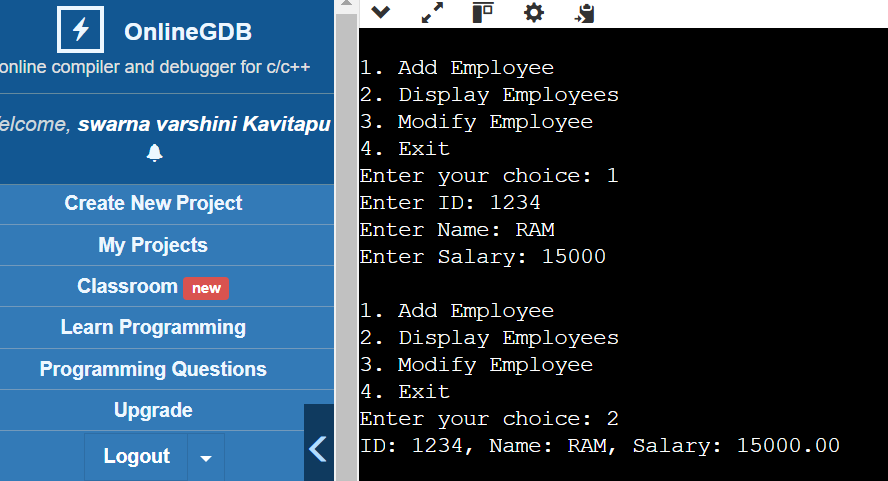 OnlineGDB
online compiler and debugger for c/c++
elcome, swarna varshini Kavitapu
Create New Project
My Projects
Classroom new
Learn Programming
Programming Questions
Upgrade
Logout
1. Add Employee
2. Display Employees
3. Modify Employee
4. Exit
Enter your choice: 1
Enter ID: 1234
Enter Name: RAM
Enter Salary: 15000
1. Add Employee
2. Display Employees
3. Modify Employee
4. Exit
Enter your choice: 2
ID: 1234, Name: RAM, Salary: 15000.00